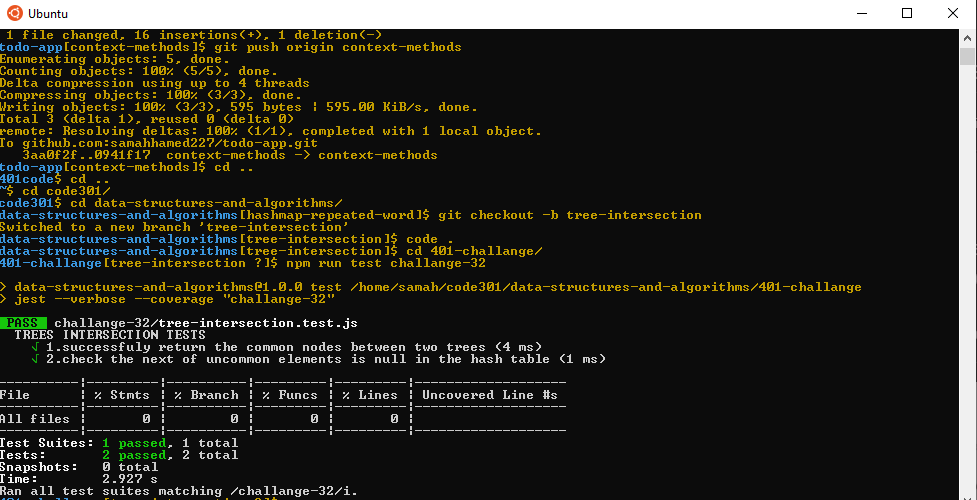 Ubuntu
1 file changed, 16 insertions(+), 1 deletion(-)
todo-app[context-methods]$ git push origin context-methods
Enumerating objects: 5, done.
Counting objects: 100% (5/5), done.
Delta compression using up to 4 threads
Compressing objects: 100% (3/3), done.
Writing objects: 100% (3/3), 595 bytes | 595.00 KiB/s, done.
Total 3 (delta 1), reused 0 (delta 0)
remote: Resolving deltas: 100% (1/1), completed with 1 local object.
To github.com:samahhamed227/todo-app.git
3aa0f2f..0941f17 context-methods -> context-methods
todo-app[context-methods]$ cd ..
401code$ cd ..
~$ cd code301/
code301$ cd data-structures-and-algorithms/
data-structures-and-algorithms[hashmap-repeated-word]$ git checkout -b tree-intersection
Switched to a new branch 'tree-intersection'
data-structures-and-algorithms[tree-intersection]$ code .
data-structures-and-algorithms[tree-intersection]$ cd 401-challange/
401-challange[tree-intersection ?]$ npm run test challange-32
> data-structures-and-algorithms@1.0.0 test /home/samah/code301/data-structures-and-algorithms/401-challange
> jest --verbose --coverage "challange-32"
PASS challange-32/tree-intersection.test.js
TREES INTERSECTION TESTS
√ 1.successfuly return the common nodes between two trees (4 ms)
√ 2.check the next of uncommon elements is null in the hash table (1 ms)
----------|---------|----------|---------|---------|-------------------
File | % Stmts | % Branch | % Funcs | % Lines | Uncovered Line #s
----------|---------|----------|---------|---------|-------------------
All files | 0 | 0 | 0 | 0 |
----------|---------|----------|---------|---------|-------------------
Test Suites: 1 passed, 1 total
Tests: 2 passed, 2 total
Snapshots: 0 total
Time: 2.927 s
Ran all test suites matching /challange-32/i.